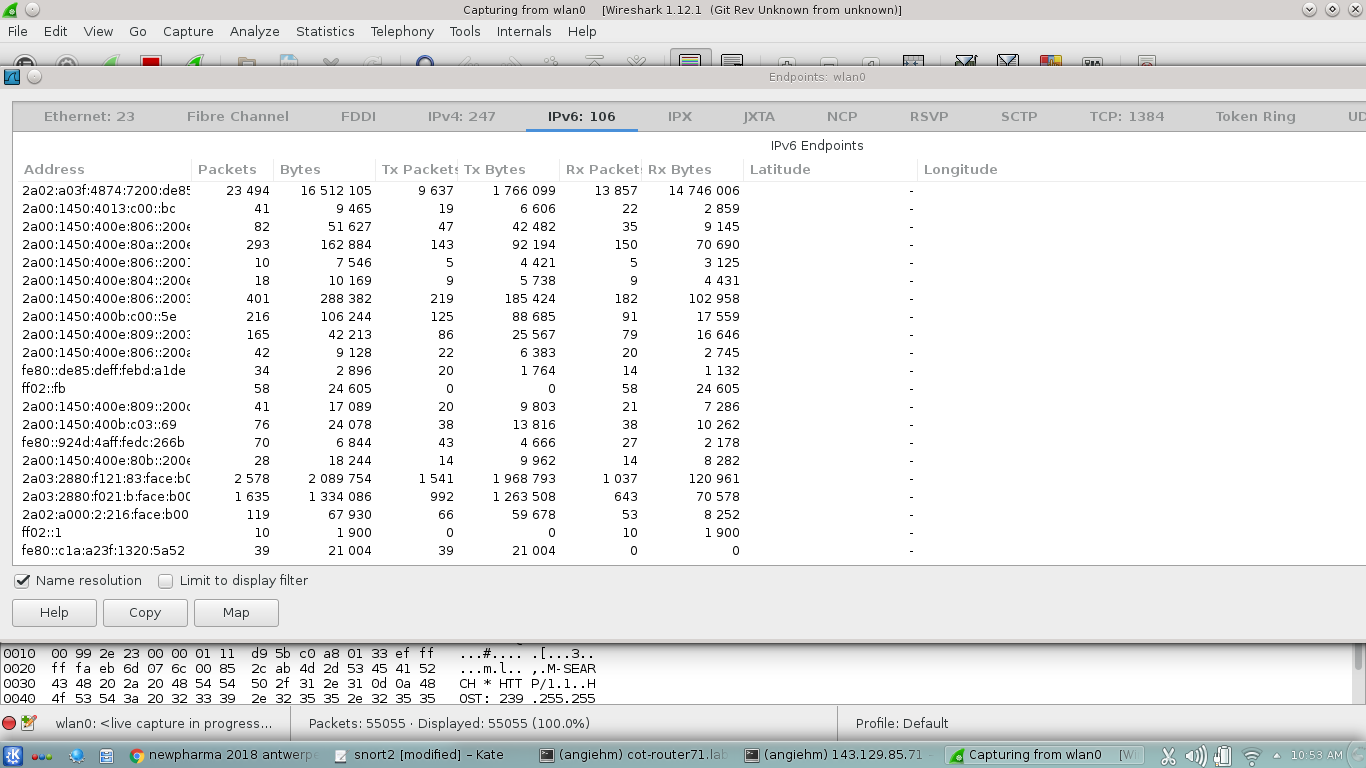 Capturing from wlan0    [Wireshark 1.12.1  (Git Rev Unknown from unknown)]
File Edit View Go Capture Analyze Statistics Telephony Tools Internals Help
Endpoints: wlan0
Ethernet: 23 Fibre Channel FDDI IPv4: 247 IPv6: 106 IPX JXTA NCP RSVP SCTP TCP: 1384 Token Ring UD
IPv6 Endpoints
Address Packets Bytes Tx Packets Tx Bytes Rx Packets Rx Bytes Latitude Longitude
2a02:a03f:4874:7200:de85 23 494 16 512 105 9 637 1 766 099 13 857 14 746 006 -
2a00:1450:4013:c00::bc 41 9 465 19 6 606 22 2 859 -
2a00:1450:400e:806::200e 82 51 627 47 42 482 35 9 145 -
2a00:1450:400e:80a::200e 293 162 884 143 92 194 150 70 690 -
2a00:1450:400e:806::2001 10 7 546 5 4 421 5 3 125 -
2a00:1450:400e:804::200e 18 10 169 9 5 738 9 4 431 -
2a00:1450:400e:806::2003 401 288 382 219 185 424 182 102 958 -
2a00:1450:400b:c00::5e 216 106 244 125 88 685 91 17 559 -
2a00:1450:400e:809::2003 165 42 213 86 25 567 79 16 646 -
2a00:1450:400e:806::200a 42 9 128 22 6 383 20 2 745 -
fe80::de85:deff:febd:a1de 34 2 896 20 1 764 14 1 132 -
ff02::fb 58 24 605 0 0 58 24 605 -
2a00:1450:400e:809::200d 41 17 089 20 9 803 21 7 286 -
2a00:1450:400b:c03::69 76 24 078 38 13 816 38 10 262 -
fe80::924d:4aff:fedc:266b 70 6 844 43 4 666 27 2 178 -
2a00:1450:400e:80b::200e 28 18 244 14 9 962 14 8 282 -
2a03:2880:f121:83:face:b0 2 578 2 089 754 1 541 1 968 793 1 037 120 961 -
2a03:2880:f021:b:face:b00 1 635 1 334 086 992 1 263 508 643 70 578 -
2a02:a000:2:216:face:b00 119 67 930 66 59 678 53 8 252 -
ff02::1 10 1 900 0 0 10 1 900 -
fe80::c1a:a23f:1320:5a52 39 21 004 39 21 004 0 0 -
Name resolution Limit to display filter
Help Copy Map
0010  00 99 2e 23 00 00 01 11  d9 5b c0 a8 01 33 ef ff   ...#.... .[...3..
0020  ff fa eb 6d 07 6c 00 85  2c ab 4d 2d 53 45 41 52   ...m.l.. ,.M-SEAR
0030  43 48 20 2a 20 48 54 54  50 2f 31 2e 31 0d 0a 48   CH * HTT P/1.1..H
0040  4f 53 54 3a 20 32 33 39  2e 32 35 35 2e 32 35 35   OST: 239 .255.255
wlan0: <live capture in progress... Packets: 55055 · Displayed: 55055 (100.0%) Profile: Default
newpharma 2018 antwerp snort2 [modified] – Kate (angiehm) cot-router71.lab (angiehm) 143.129.85.71 Capturing from wlan0 [Wi 10:53 AM